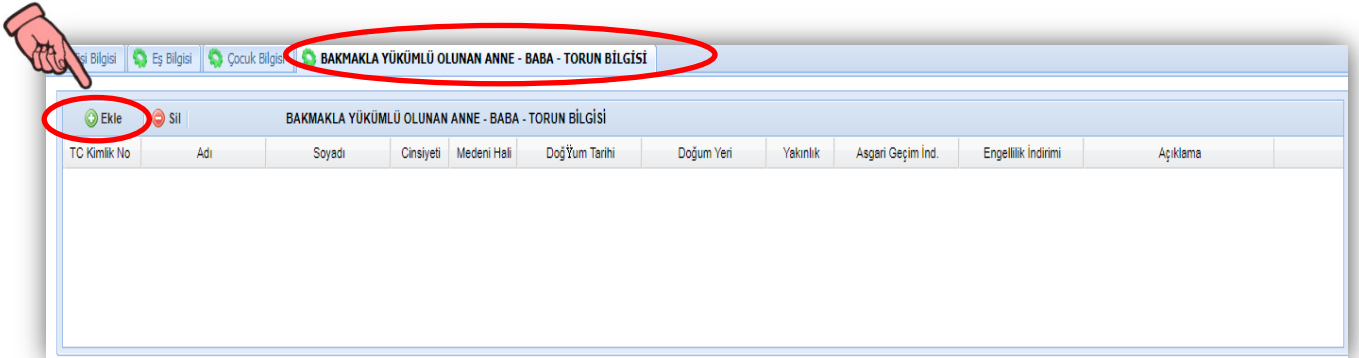 şi Bilgisi Eş Bilgisi Çocuk Bilgisi BAKMAKLA YÜKÜMLÜ OLUNAN ANNE - BABA - TORUN BİLGİSİ
Ekle Sil BAKMAKLA YÜKÜMLÜ OLUNAN ANNE - BABA - TORUN BİLGİSİ
TC Kimlik No Adı Soyadı Cinsiyeti Medeni Hali DoğŸum Tarihi Doğum Yeri Yakınlık Asgari Geçim İnd. Engellilik İndirimi Açıklama